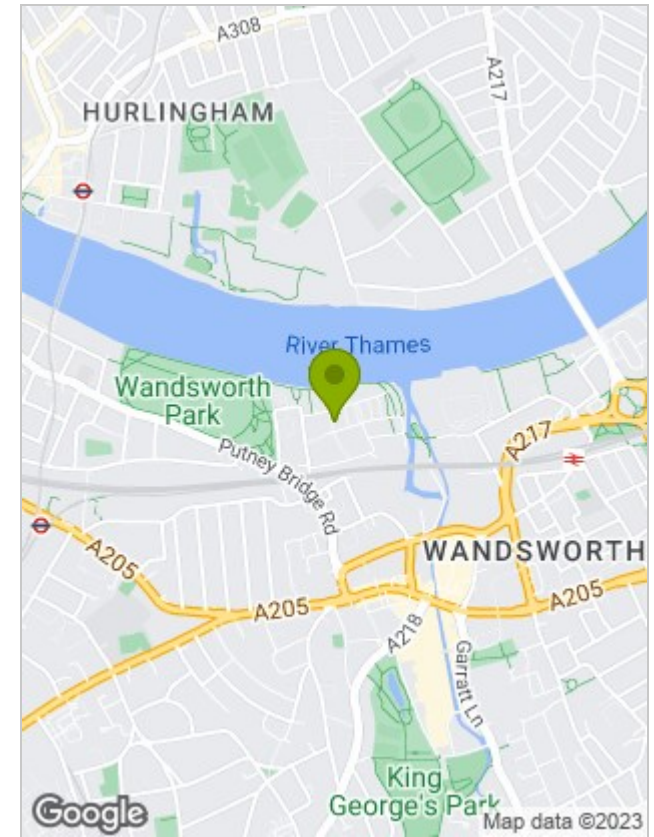 A308
A217
HURLINGHAM
River Thames
Wandsworth
Park
Putney Bridge Rd
A217
A205
WANDSWORTH
A205
A205
A218
Garratt Ln
King
George's Park
Google
Map data ©2023